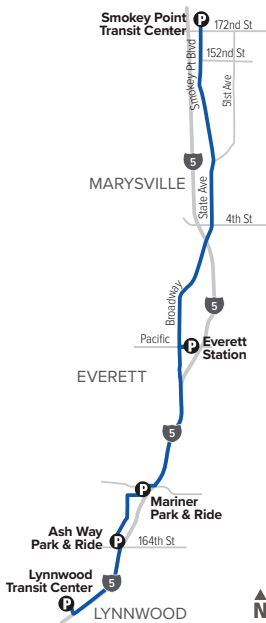 Smokey Point
Transit Center
P
172nd St
152nd St
Smokey Pt Blvd
51st Ave
5
MARYSVILLE
State Ave
4th St
Broadway
5
Pacific
P
Everett
Station
EVERETT
5
P
Mariner
Park & Ride
Ash Way
Park & Ride
P
164th St
Lynnwood
Transit Center
5
P
LYNNWOOD
N